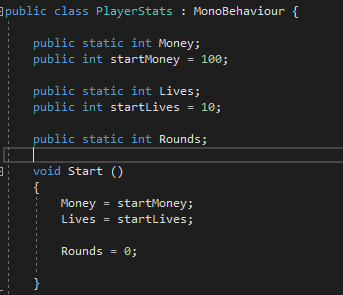 public class PlayerStats : MonoBehaviour {
public static int Money;
public int startMoney = 100;
public static int Lives;
public int startLives = 10;
public static int Rounds;
void Start ()
{
Money = startMoney;
Lives = startLives;
Rounds = 0;
}